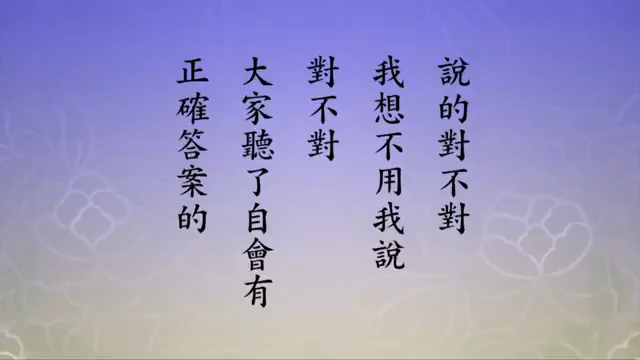 說的對不對
我想不用我說
對不對
大家聽了自會有
正確答案的